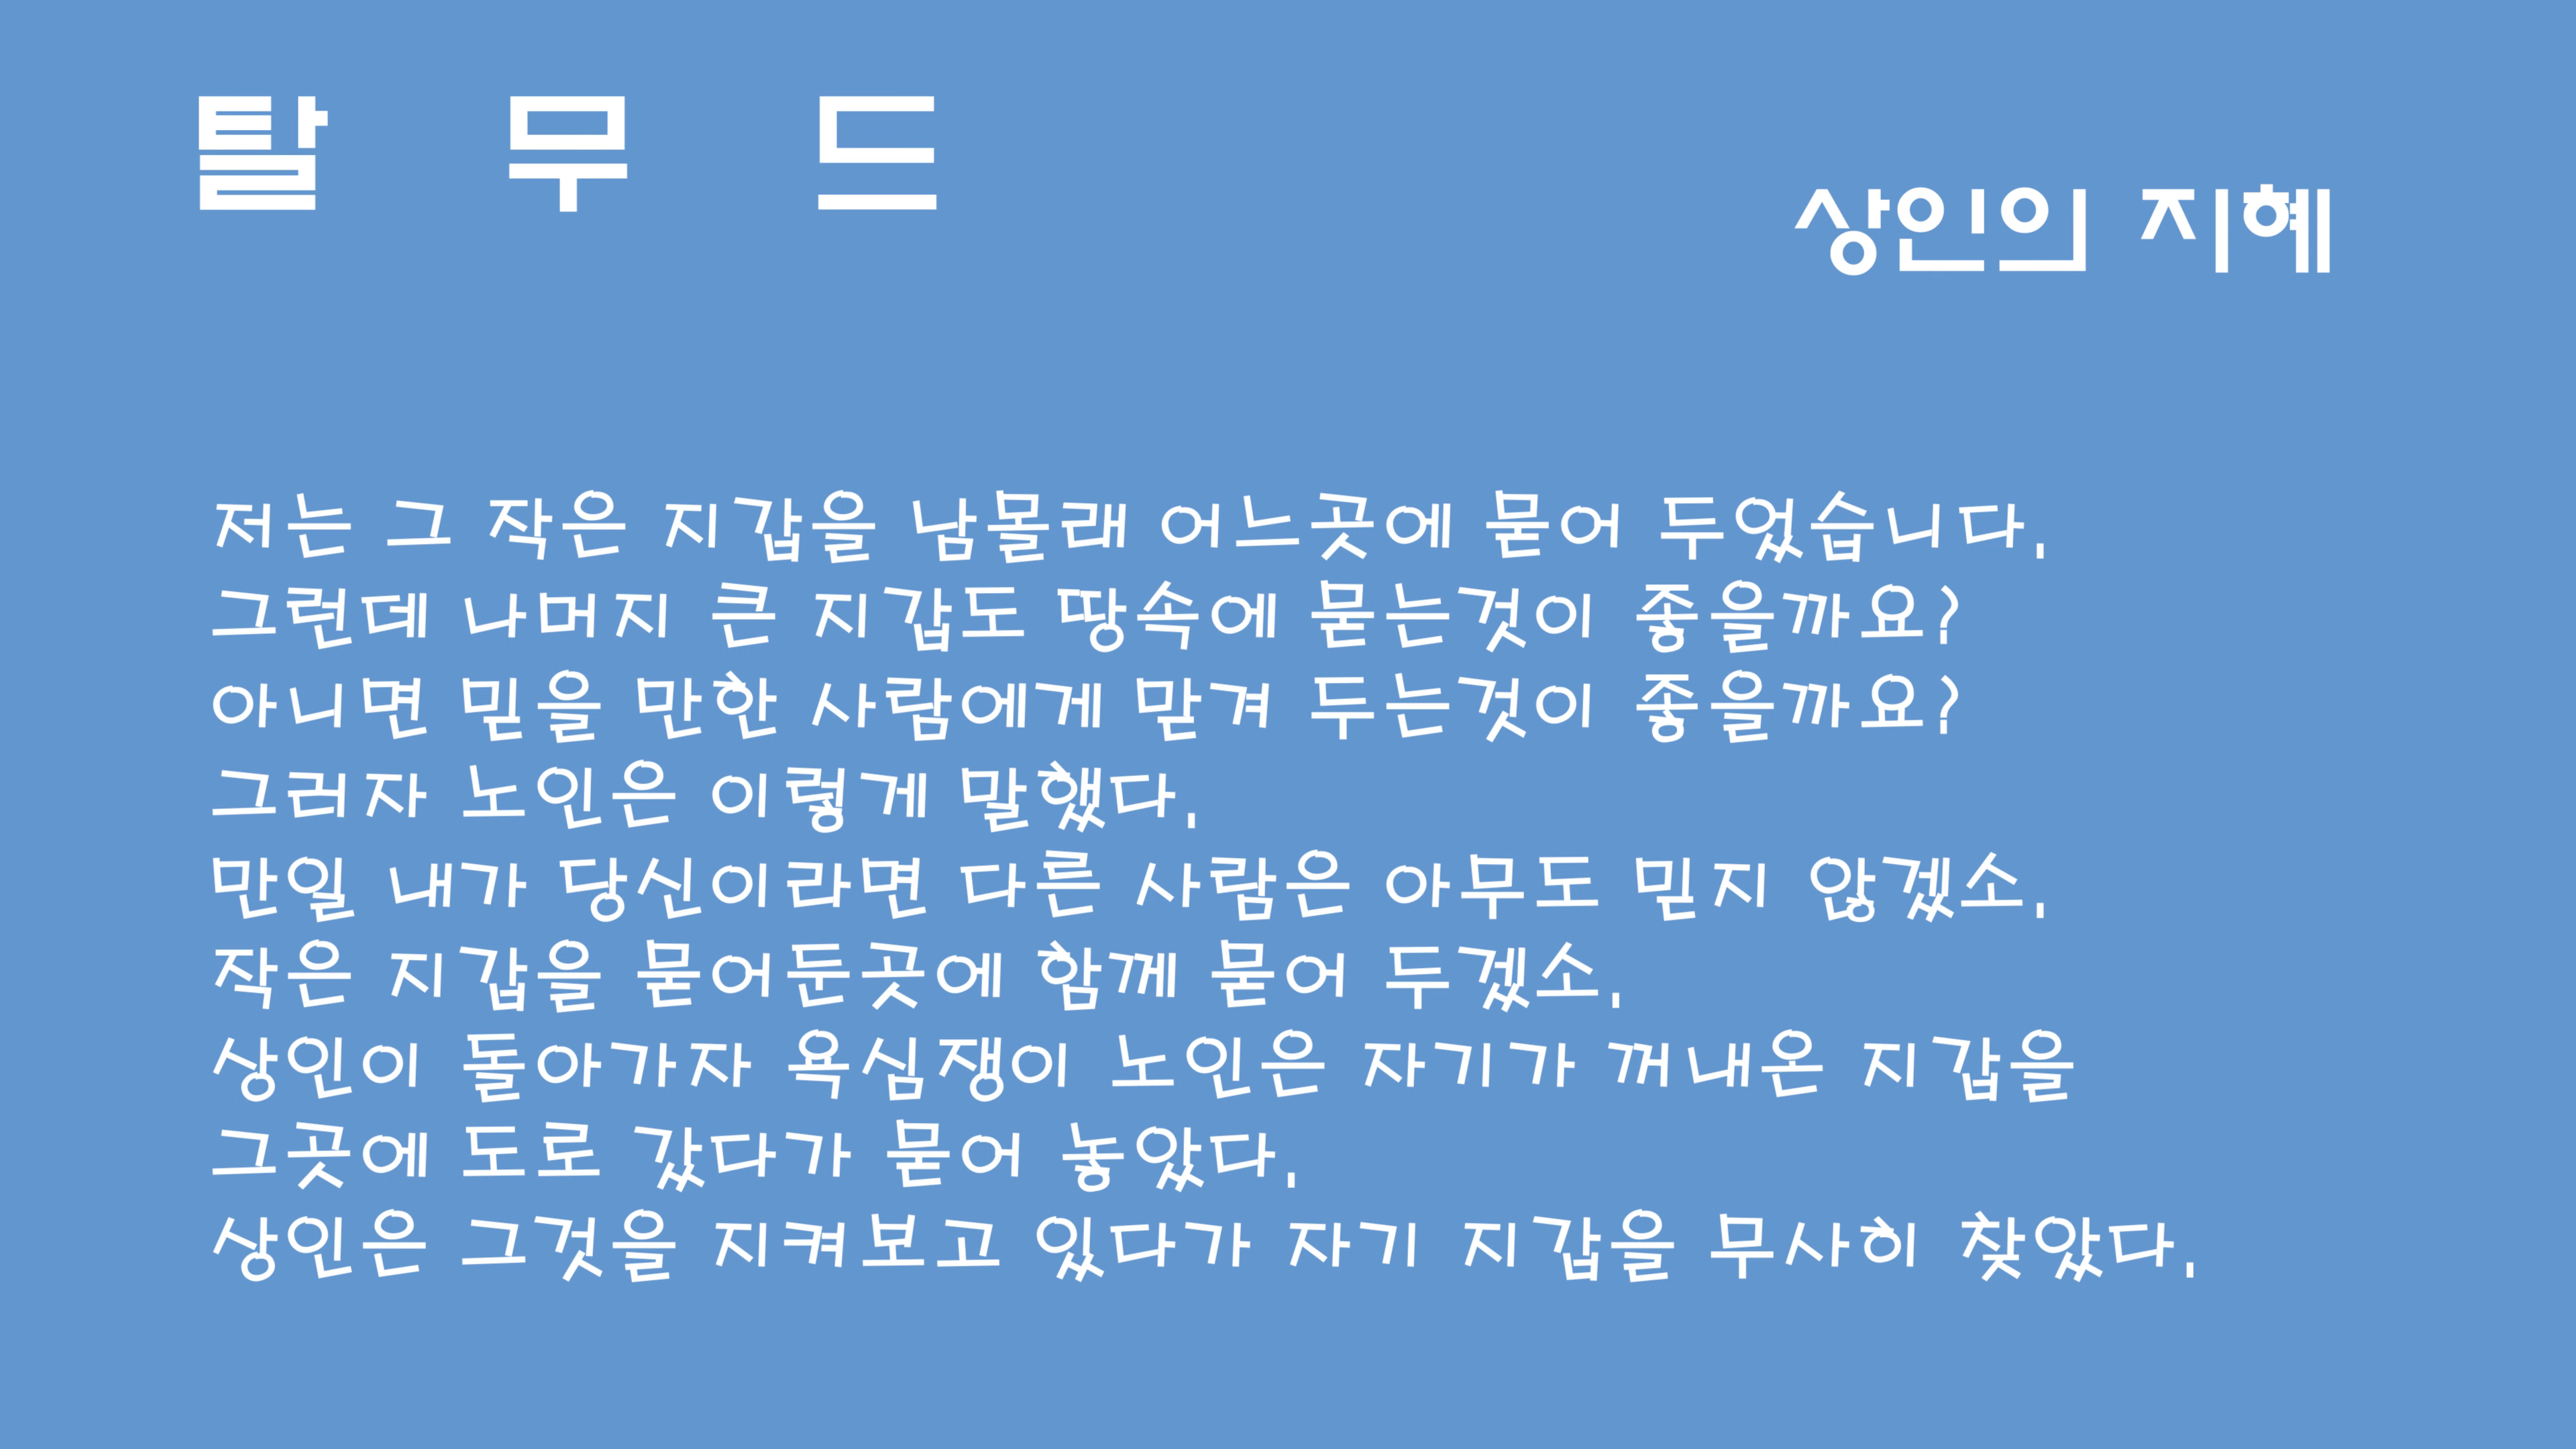 탈 무 드
상인의 지혜
저는 그 작은 지갑을 남몰래 어느곳에 묻어 두었습니다.
그런데 나머지 큰 지갑도 땅속에 묻는것이 좋을까요?
아니면 믿을 만한 사람에게 맏겨 두는것이 좋을까요?
그러자 노인은 이렇게 말했다.
만일 내가 당신이라면 다른 사람은 아무도 믿지 않겠소.
작은 지갑을 묻어둔곳에 함께 묻어 두겠소.
상인이 돌아가자 욕심쟁이 노인은 자기가 꺼내온 지갑을
그곳에 도로 갔다가 묻어 놓았다.
상인은 그것을 지켜보고 있다가 자기 지갑을 무사히 찾았다.